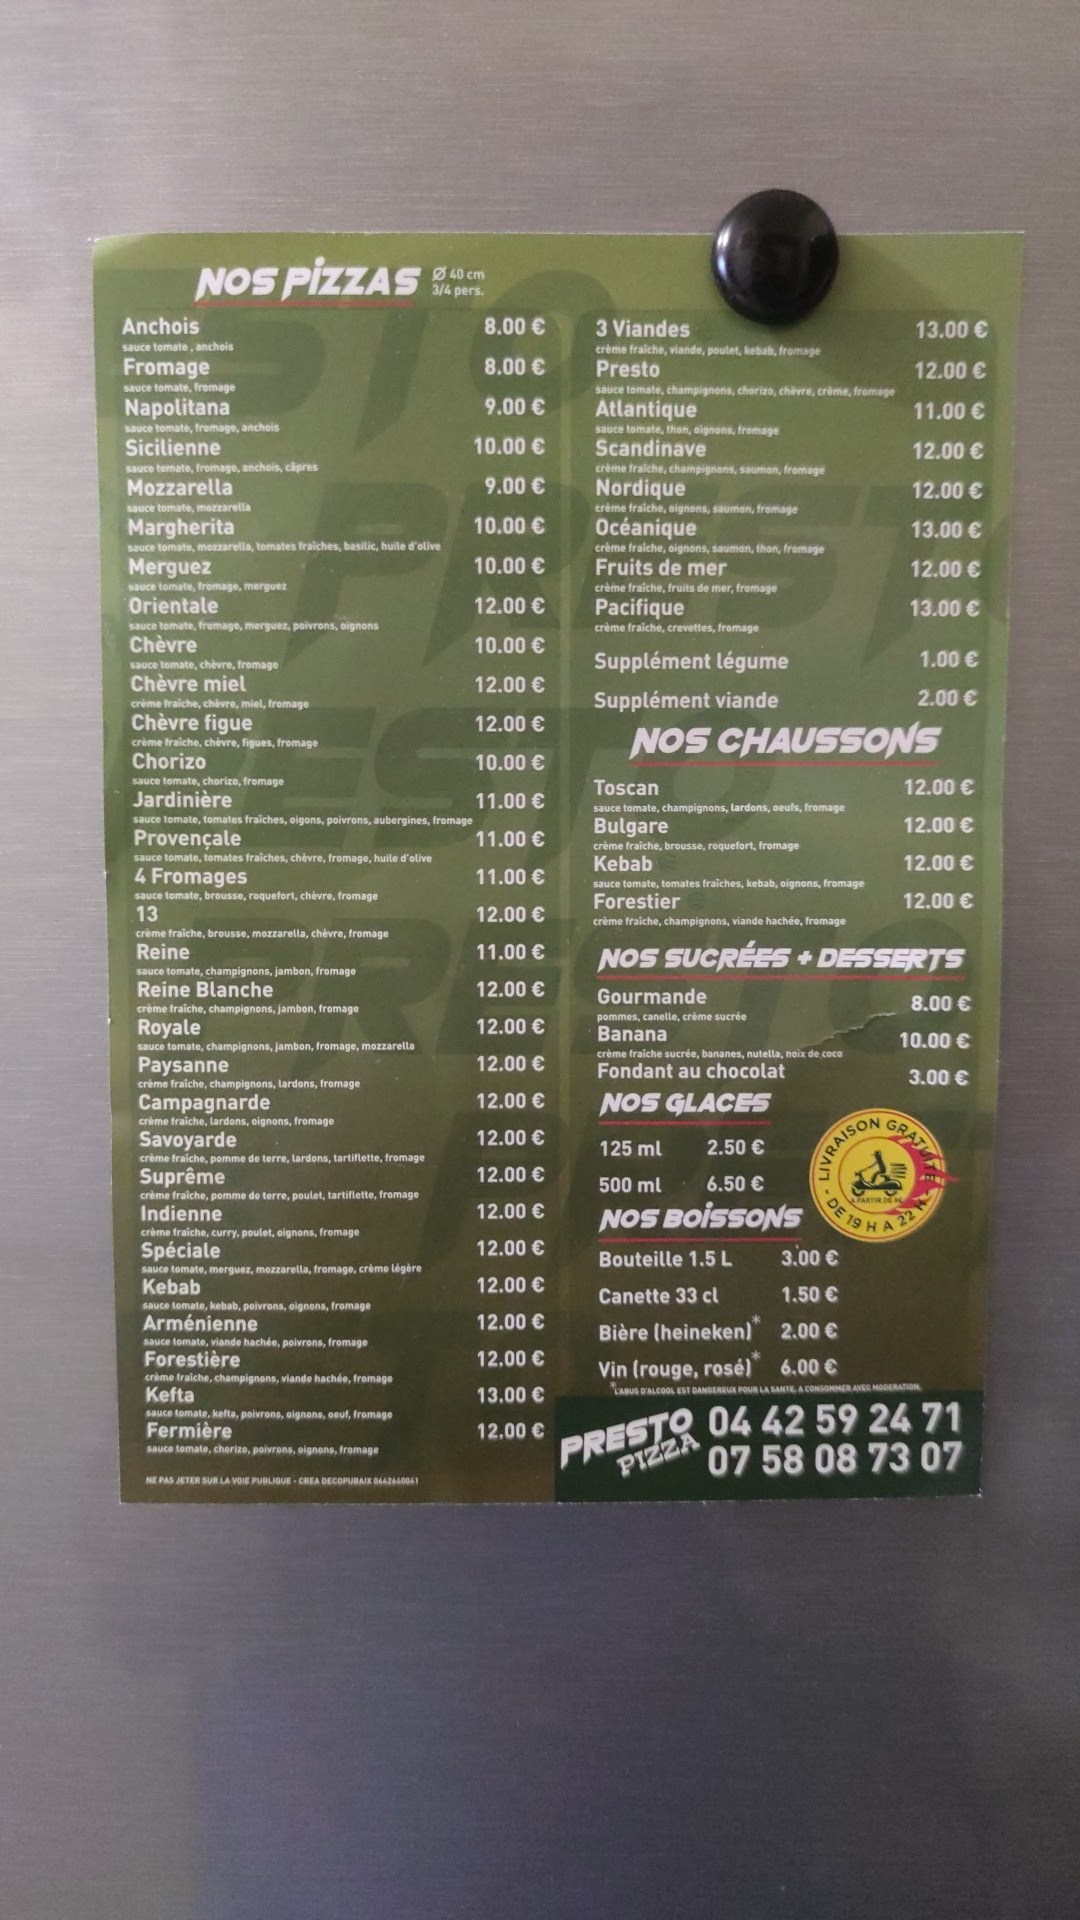 NOS PIZZAS Ø 40 cm
3/4 pers.
Anchois 8.00 €
sauce tomate , anchois
Fromage 8.00 €
sauce tomate, fromage
Napolitana 9.00 €
sauce tomate, fromage, anchois
Sicilienne 10.00 €
sauce tomate, fromage, anchois, câpres
Mozzarella 9.00 €
sauce tomate, mozzarella
Margherita 10.00 €
sauce tomate, mozzarella, tomates fraîches, basilic, huile d'olive
Merguez 10.00 €
sauce tomate, fromage, merguez
Orientale 12.00 €
sauce tomate, fromage, merguez, poivrons, oignons
Chèvre 10.00 €
sauce tomate, chèvre, fromage
Chèvre miel 12.00 €
crème fraîche, chèvre, miel, fromage
Chèvre figue 12.00 €
crème fraîche, chèvre, figues, fromage
Chorizo 10.00 €
sauce tomate, chorizo, fromage
Jardinière 11.00 €
sauce tomate, tomates fraîches, oigons, poivrons, aubergines, fromage
Provençale 11.00 €
sauce tomate, tomates fraîches, chèvre, fromage, huile d'olive
4 Fromages 11.00 €
sauce tomate, brousse, roquefort, chèvre, fromage
13 12.00 €
crème fraîche, brousse, mozzarella, chèvre, fromage
Reine 11.00 €
sauce tomate, champignons, jambon, fromage
Reine Blanche 12.00 €
crème fraîche, champignons, jambon, fromage
Royale 12.00 €
sauce tomate, champignons, jambon, fromage, mozzarella
Paysanne 12.00 €
crème fraîche, champignons, lardons, fromage
Campagnarde 12.00 €
crème fraîche, lardons, oignons, fromage
Savoyarde 12.00 €
crème fraîche, pomme de terre, lardons, tartiflette, fromage
Suprême 12.00 €
crème fraîche, pomme de terre, poulet, tartiflette, fromage
Indienne 12.00 €
crème fraîche, curry, poulet, oignons, fromage
Spéciale 12.00 €
sauce tomate, merguez, mozzarella, fromage, crème légère
Kebab 12.00 €
sauce tomate, kebab, poivrons, oignons, fromage
Arménienne 12.00 €
sauce tomate, viande hachée, poivrons, fromage
Forestière 12.00 €
crème fraîche, champignons, viande hachée, fromage
Kefta 13.00 €
sauce tomate, kefta, poivrons, oignons, oeuf, fromage
Fermière 12.00 €
sauce tomate, chorizo, poivrons, oignons, fromage
NE PAS JETER SUR LA VOIE PUBLIQUE - CREA DECOPUBAIX 0442640041
3 Viandes 13.00 €
crème fraîche, viande, poulet, kebab, fromage
Presto 12.00 €
sauce tomate, champignons, chorizo, chèvre, crème, fromage
Atlantique 11.00 €
sauce tomate, thon, oignons, fromage
Scandinave 12.00 €
crème fraîche, champignons, saumon, fromage
Nordique 12.00 €
crème fraîche, oignons, saumon, fromage
Océanique 13.00 €
crème fraîche, oignons, saumon, thon, fromage
Fruits de mer 12.00 €
crème fraîche, fruits de mer, fromage
Pacifique 13.00 €
crème fraîche, crevettes, fromage
Supplément légume 1.00 €
Supplément viande 2.00 €
NOS CHAUSSONS
Toscan 12.00 €
sauce tomate, champignons, lardons, oeufs, fromage
Bulgare 12.00 €
crème fraîche, brousse, roquefort, fromage
Kebab 12.00 €
sauce tomate, tomates fraîches, kebab, oignons, fromage
Forestier 12.00 €
crème fraîche, champignons, viande hachée, fromage
NOS SUCRÉES + DESSERTS
Gourmande 8.00 €
pommes, canelle, crème sucrée
Banana 10.00 €
crème fraîche sucrée, bananes, nutella, noix de coco
Fondant au chocolat 3.00 €
NOS GLACES
125 ml 2.50 €
500 ml 6.50 €
LIVRAISON GRATUITE
A PARTIR DE 8€
- DE 19 H A 22 H -
NOS BOISSONS
Bouteille 1.5 L 3.00 €
Canette 33 cl 1.50 €
Bière (heineken)* 2.00 €
Vin (rouge, rosé)* 6.00 €
*L'ABUS D'ALCOOL EST DANGEREUX POUR LA SANTE, A CONSOMMER AVEC MODERATION.
PRESTO PIZZA
04 42 59 24 71
07 58 08 73 07